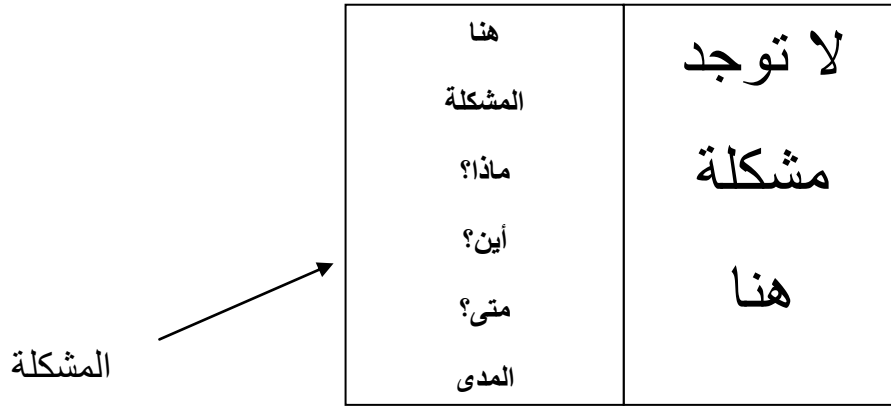 لا توجد
مشكلة
هنا
هنا
المشكلة
ماذا؟
أين؟
متى؟
المدى
المشكلة